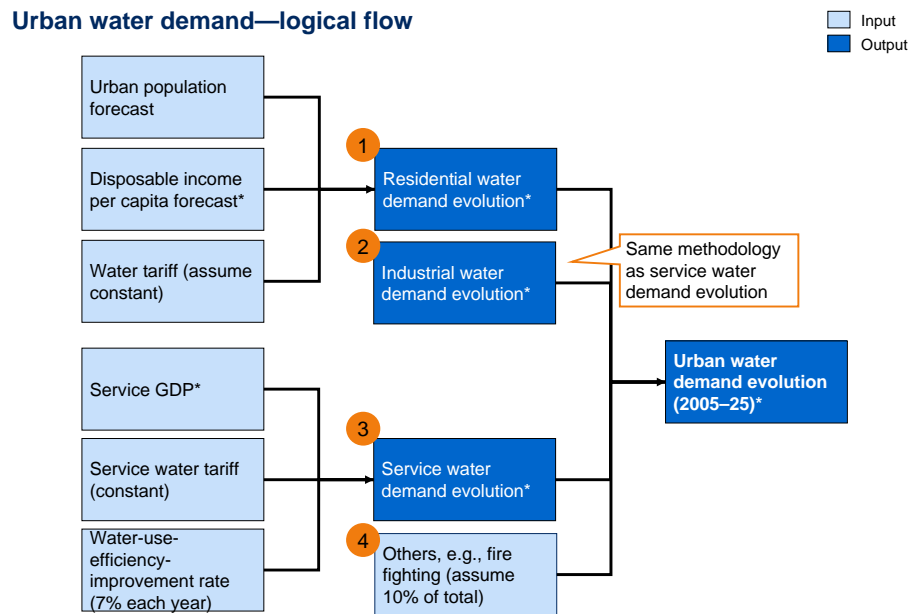 Urban water demand—logical flow
Input
Output
Urban population
forecast
Disposable income
per capita forecast*
Water tariff (assume
constant)
1
Residential water
demand evolution*
2
Industrial water
demand evolution*
Same methodology
as service water
demand evolution
Service GDP*
Service water tariff
(constant)
Water-use-
efficiency-
improvement rate
(7% each year)
3
Service water
demand evolution*
4
Others, e.g., fire
fighting (assume
10% of total)
Urban water
demand evolution
(2005–25)*